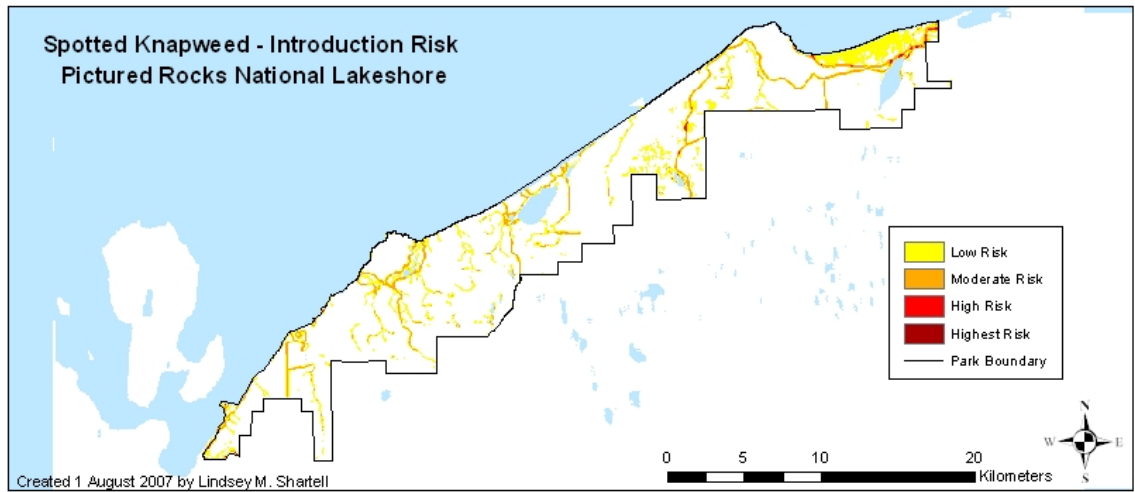 Spotted Knapweed - Introduction Risk
Pictured Rocks National Lakeshore
Low Risk
Moderate Risk
High Risk
Highest Risk
Park Boundary
N
W E
S
0 5 10 20
Kilometers
Created 1 August 2007 by Lindsey M. Shartell